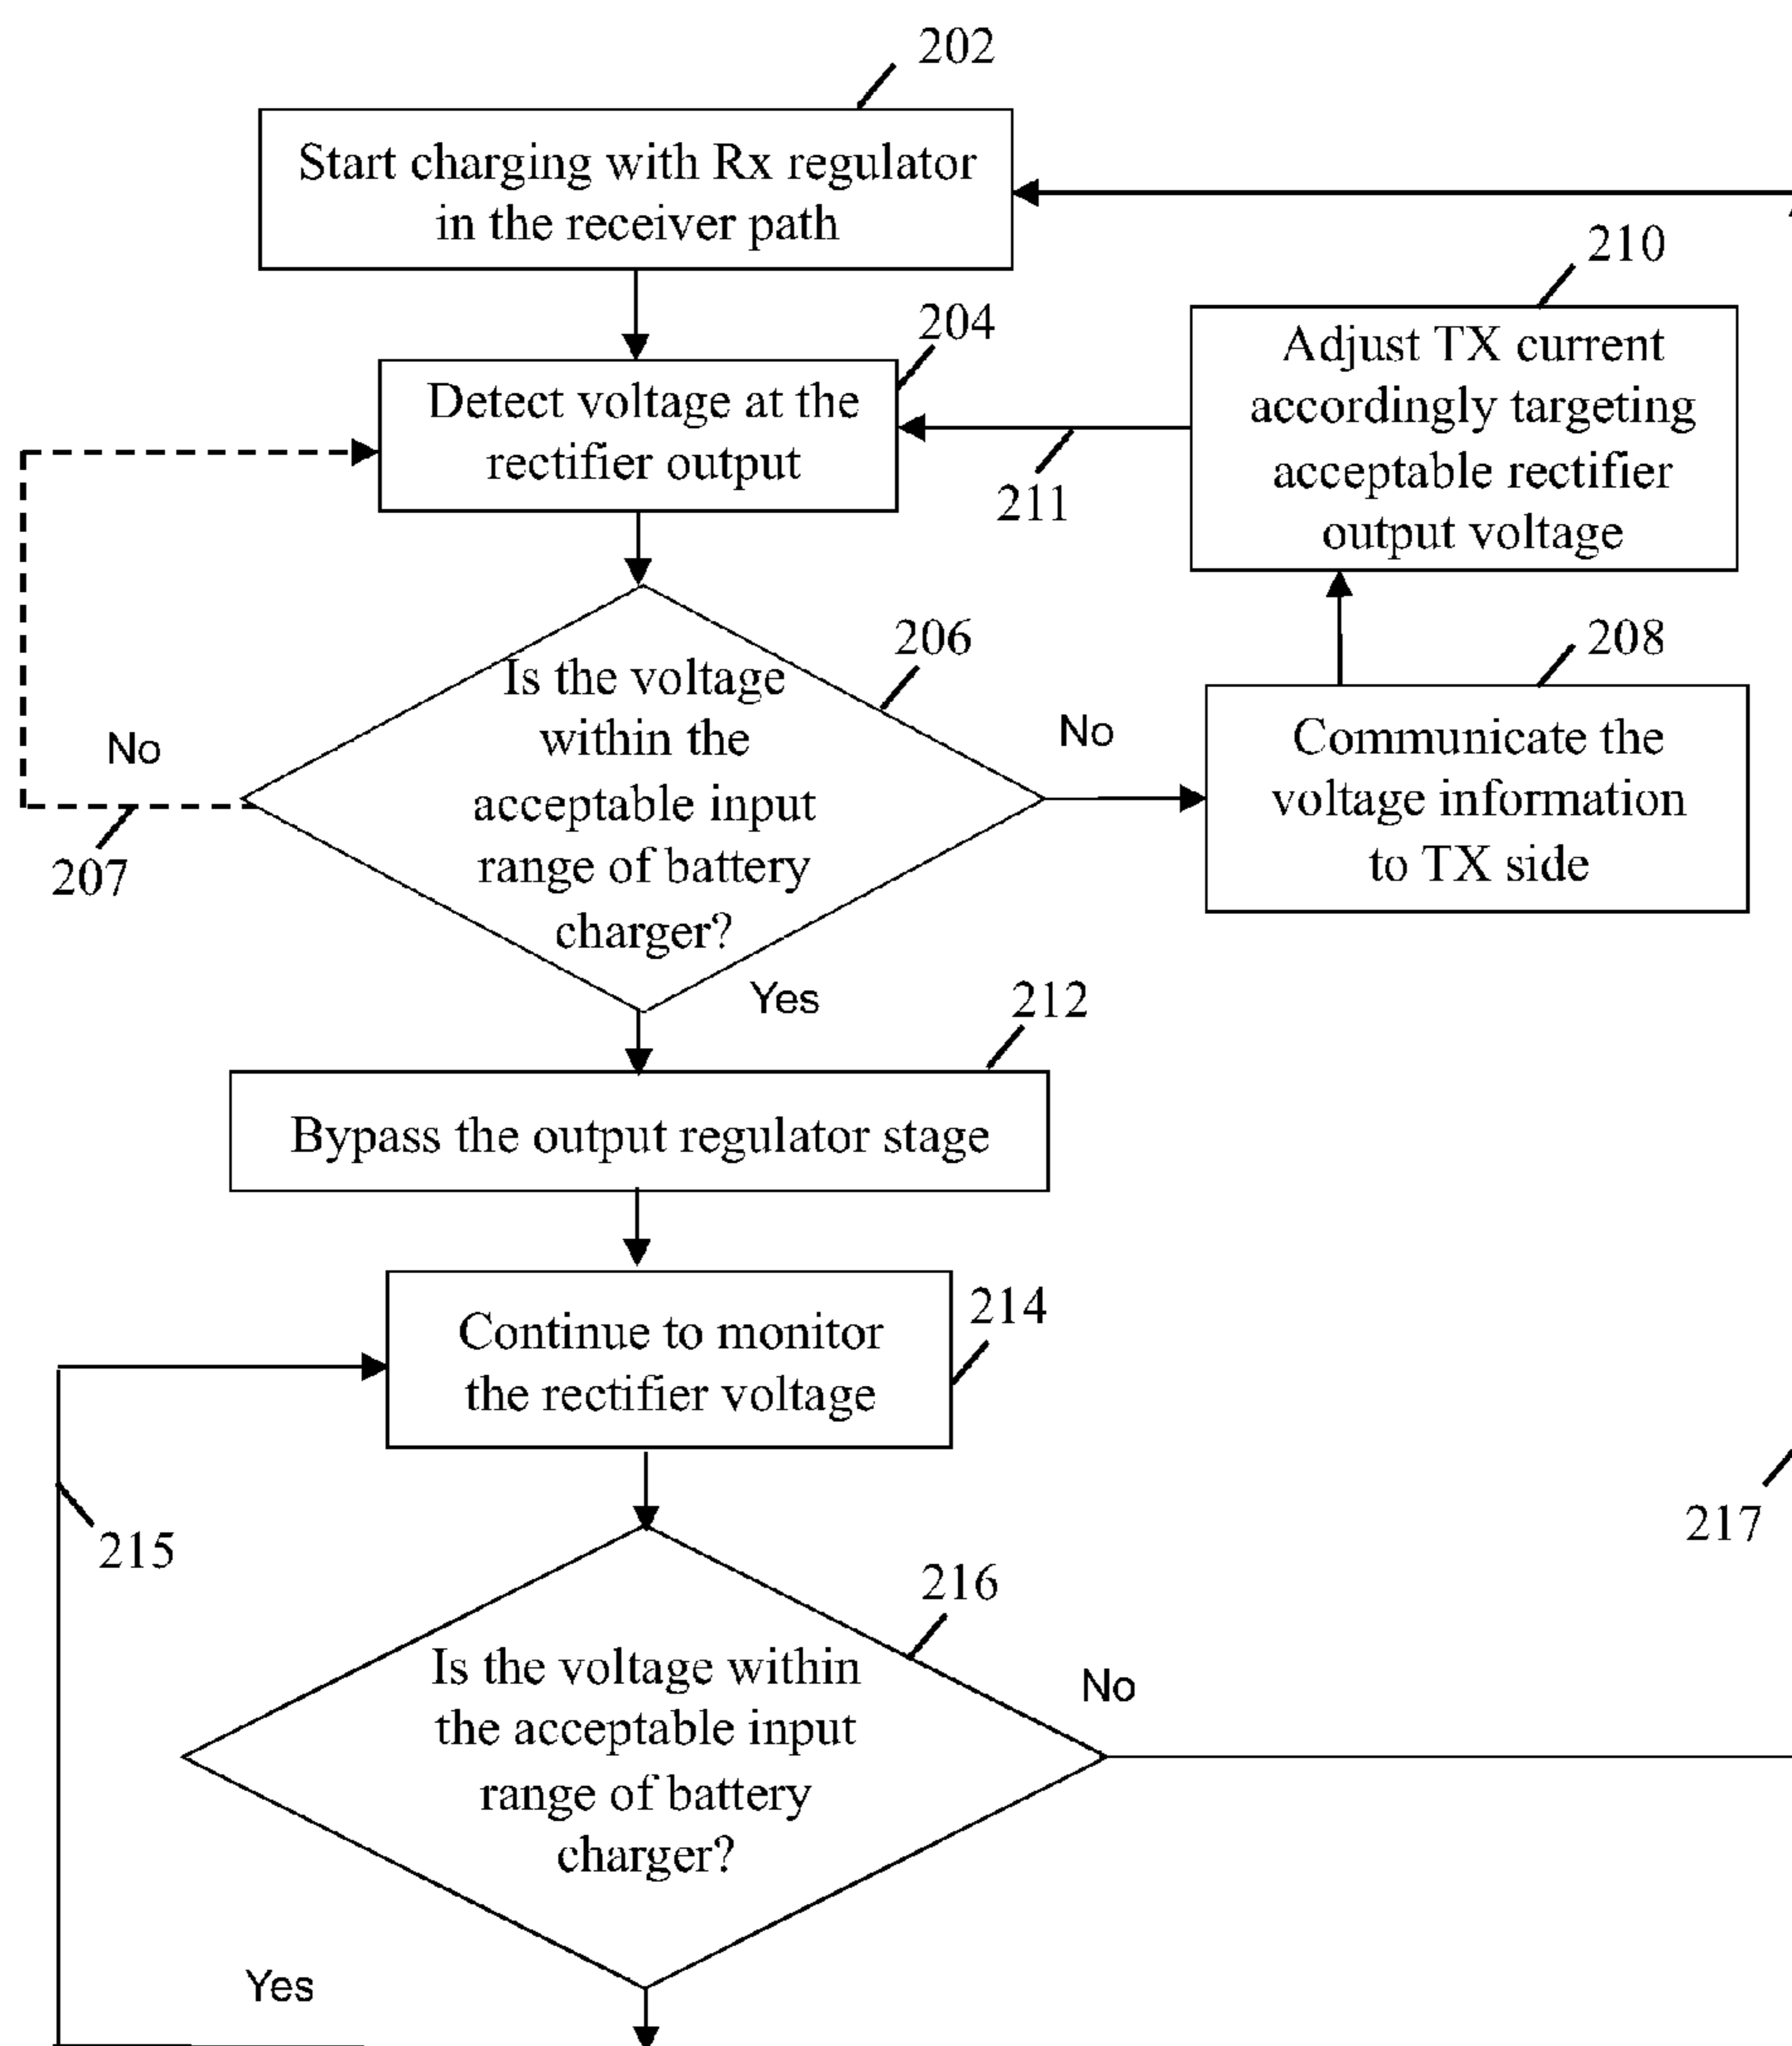 202
Start charging with Rx regulator
in the receiver path
210
Adjust TX current
accordingly targeting
acceptable rectifier
output voltage
204
Detect voltage at the
rectifier output
211
206
Is the voltage
within the
acceptable input
range of battery
charger?
No
207
No
208
Communicate the
voltage information
to TX side
Yes
212
Bypass the output regulator stage
214
Continue to monitor
the rectifier voltage
215
217
216
Is the voltage within
the acceptable input
range of battery
charger?
No
Yes